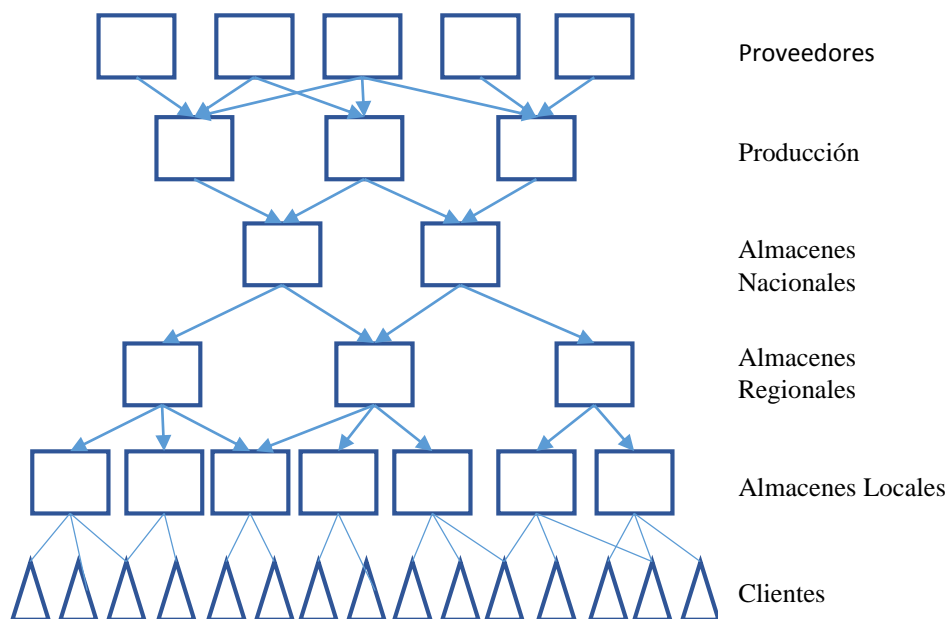 Proveedores
Producción
Almacenes
Nacionales
Almacenes
Regionales
Almacenes Locales
Clientes